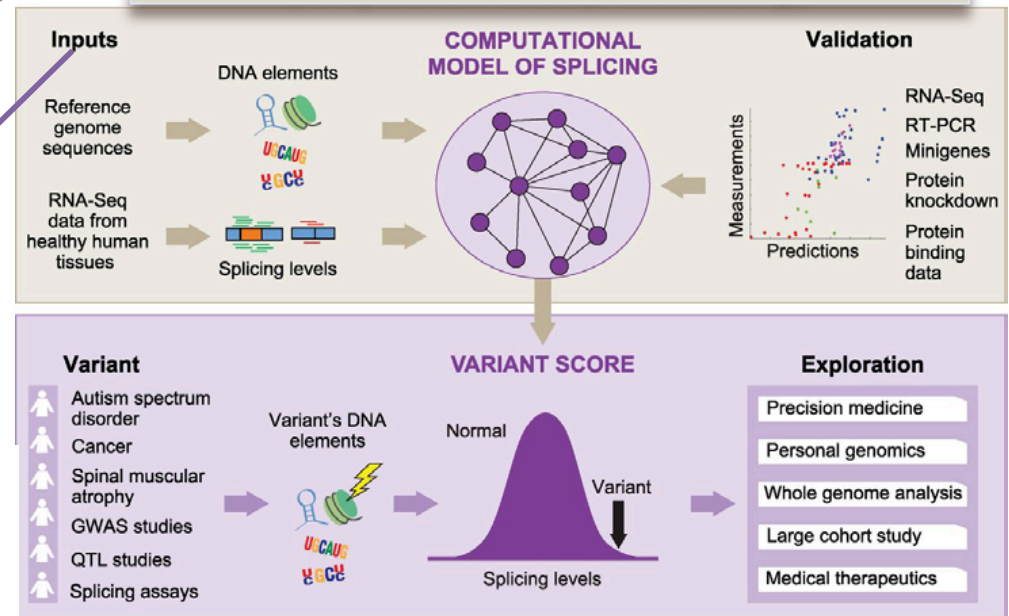 Inputs
COMPUTATIONAL
MODEL OF SPLICING
Validation
DNA elements
Reference
genome
sequences
UGCAUG
RNA-Seq
data from
healthy human
tissues
Splicing levels
Measurements
Predictions
RNA-Seq
RT-PCR
Minigenes
Protein
knockdown
Protein
binding
data
Variant
VARIANT SCORE
Exploration
Autism spectrum
disorder
Cancer
Spinal muscular
atrophy
GWAS studies
QTL studies
Splicing assays
Variant's DNA
elements
UGCAUG
Normal
Variant
Splicing levels
Precision medicine
Personal genomics
Whole genome analysis
Large cohort study
Medical therapeutics